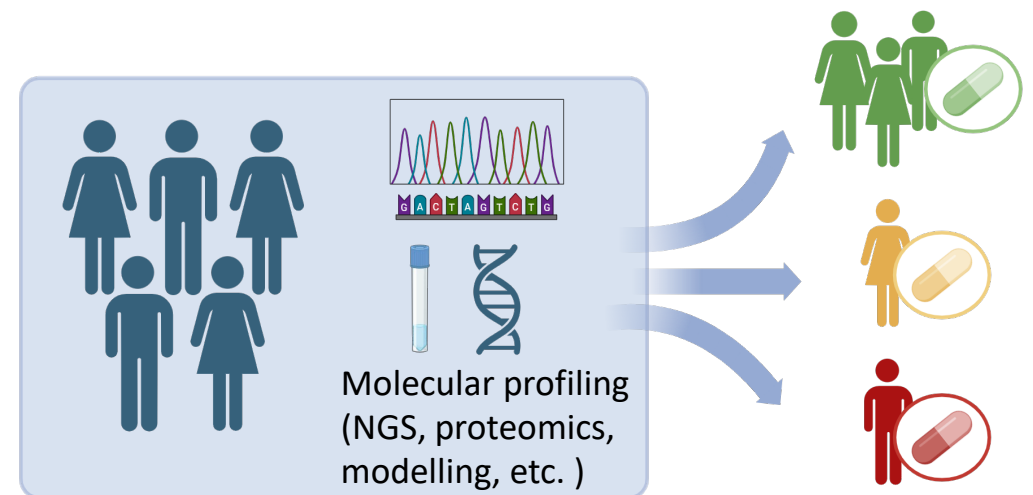 GACTAGTCTG
Molecular profiling
(NGS, proteomics,
modelling, etc. )